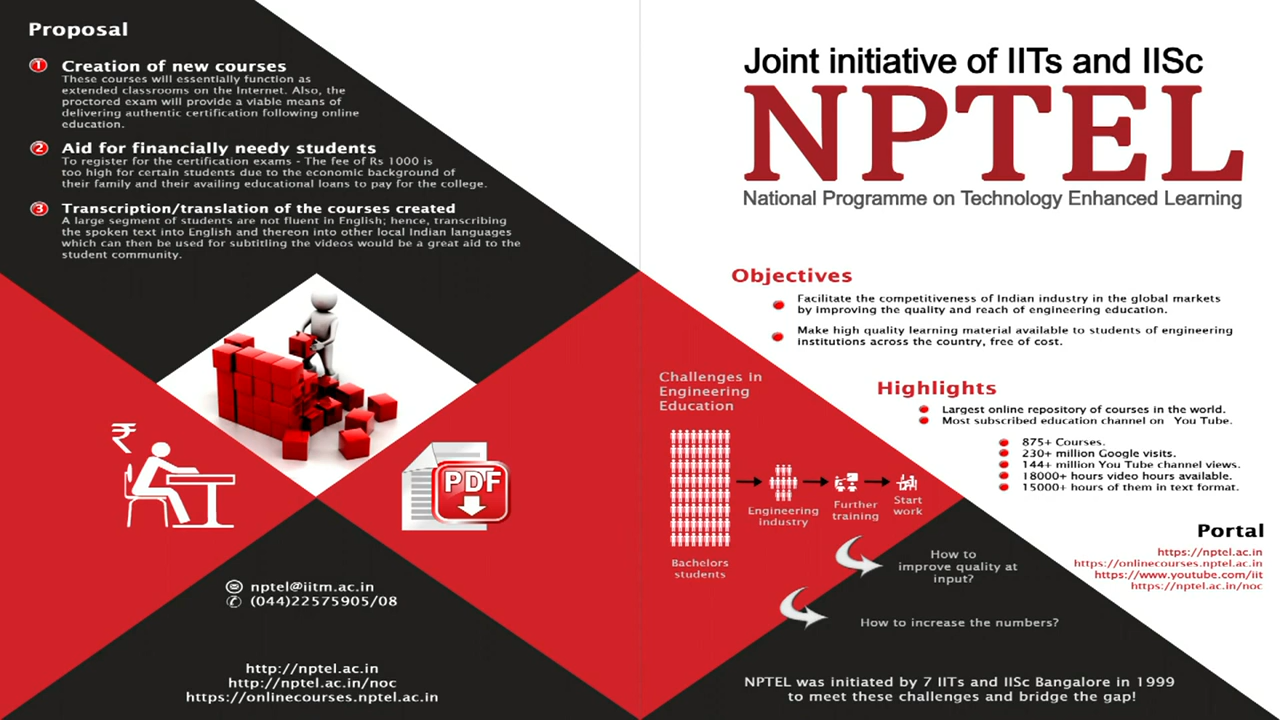 Proposal
1 Creation of new courses
These courses will essentially function as
extended classrooms on the Internet. Also, the
proctored exam will provide a viable means of
delivering authentic certification following online
education.
2 Aid for financially needy students
To register for the certification exams - The fee of Rs 1000 is
too high for certain students due to the economic background of
their family and their availing educational loans to pay for the college.
3 Transcription/translation of the courses created
A large segment of students are not fluent in English; hence, transcribing
the spoken text into English and thereon into other local Indian languages
which can then be used for subtitling the videos would be a great aid to the
student community.
₹
PDF
nptel@iitm.ac.in
(044)22575905/08
http://nptel.ac.in
http://nptel.ac.in/noc
https://onlinecourses.nptel.ac.in
Joint initiative of IITs and IISc
NPTEL
National Programme on Technology Enhanced Learning
Objectives
Facilitate the competitiveness of Indian industry in the global markets
by improving the quality and reach of engineering education.
Make high quality learning material available to students of engineering
institutions across the country, free of cost.
Challenges in
Engineering
Education
Bachelors
students
Engineering
industry
Further
training
Start
work
How to
improve quality at
input?
How to increase the numbers?
Highlights
Largest online repository of courses in the world.
Most subscribed education channel on You Tube.
875+ Courses.
230+ million Google visits.
144+ million You Tube channel views.
18000+ hours video hours available.
15000+ hours of them in text format.
Portal
https://nptel.ac.in
https://onlinecourses.nptel.ac.in
https://www.youtube.com/iit
https://nptel.ac.in/noc
NPTEL was initiated by 7 IITs and IISc Bangalore in 1999
to meet these challenges and bridge the gap!